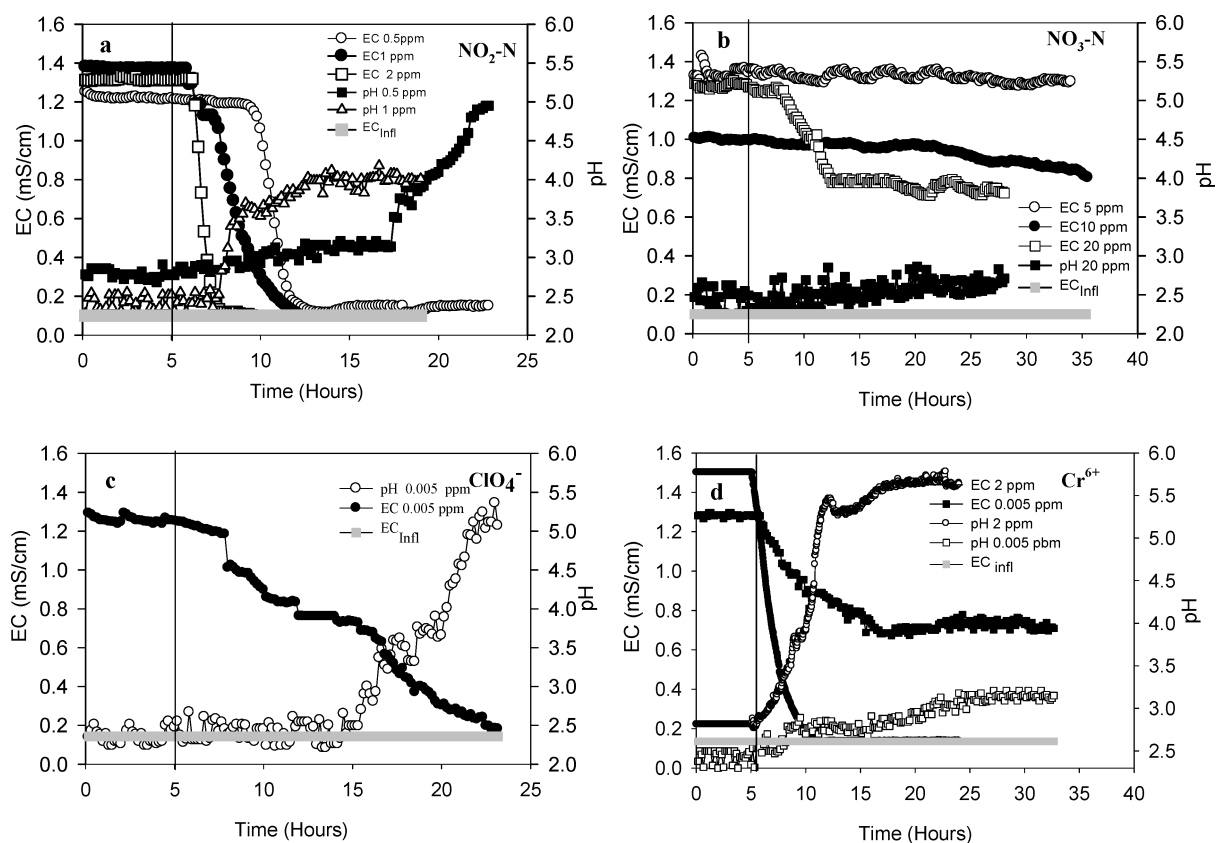 a
NO2-N
EC 0.5ppm
EC1 ppm
EC 2 ppm
pH 0.5 ppm
pH 1 ppm
ECInfl
EC (mS/cm)
1.6
1.4
1.2
1.0
0.8
0.6
0.4
0.2
0.0
pH
6.0
5.5
5.0
4.5
4.0
3.5
3.0
2.5
2.0
0 5 10 15 20 25
Time (Hours)
b
NO3-N
EC 5 ppm
EC10 ppm
EC 20 ppm
pH 20 ppm
ECInfl
EC (mS/cm)
1.6
1.4
1.2
1.0
0.8
0.6
0.4
0.2
0.0
pH
6.0
5.5
5.0
4.5
4.0
3.5
3.0
2.5
2.0
0 5 10 15 20 25 30 35 40
Time (Hours)
c
ClO4-
pH 0.005 ppm
EC 0.005 ppm
ECInfl
EC (mS/cm)
1.6
1.4
1.2
1.0
0.8
0.6
0.4
0.2
0.0
pH
6.0
5.5
5.0
4.5
4.0
3.5
3.0
2.5
2.0
0 5 10 15 20 25
Time (Hours)
d
Cr6+
EC 2 ppm
EC 0.005 ppm
pH 2 ppm
pH 0.005 pbm
EC infl
EC (mS/cm)
1.6
1.4
1.2
1.0
0.8
0.6
0.4
0.2
0.0
pH
6.0
5.5
5.0
4.5
4.0
3.5
3.0
2.5
0 5 10 15 20 25 30 35 40
Time (Hours)